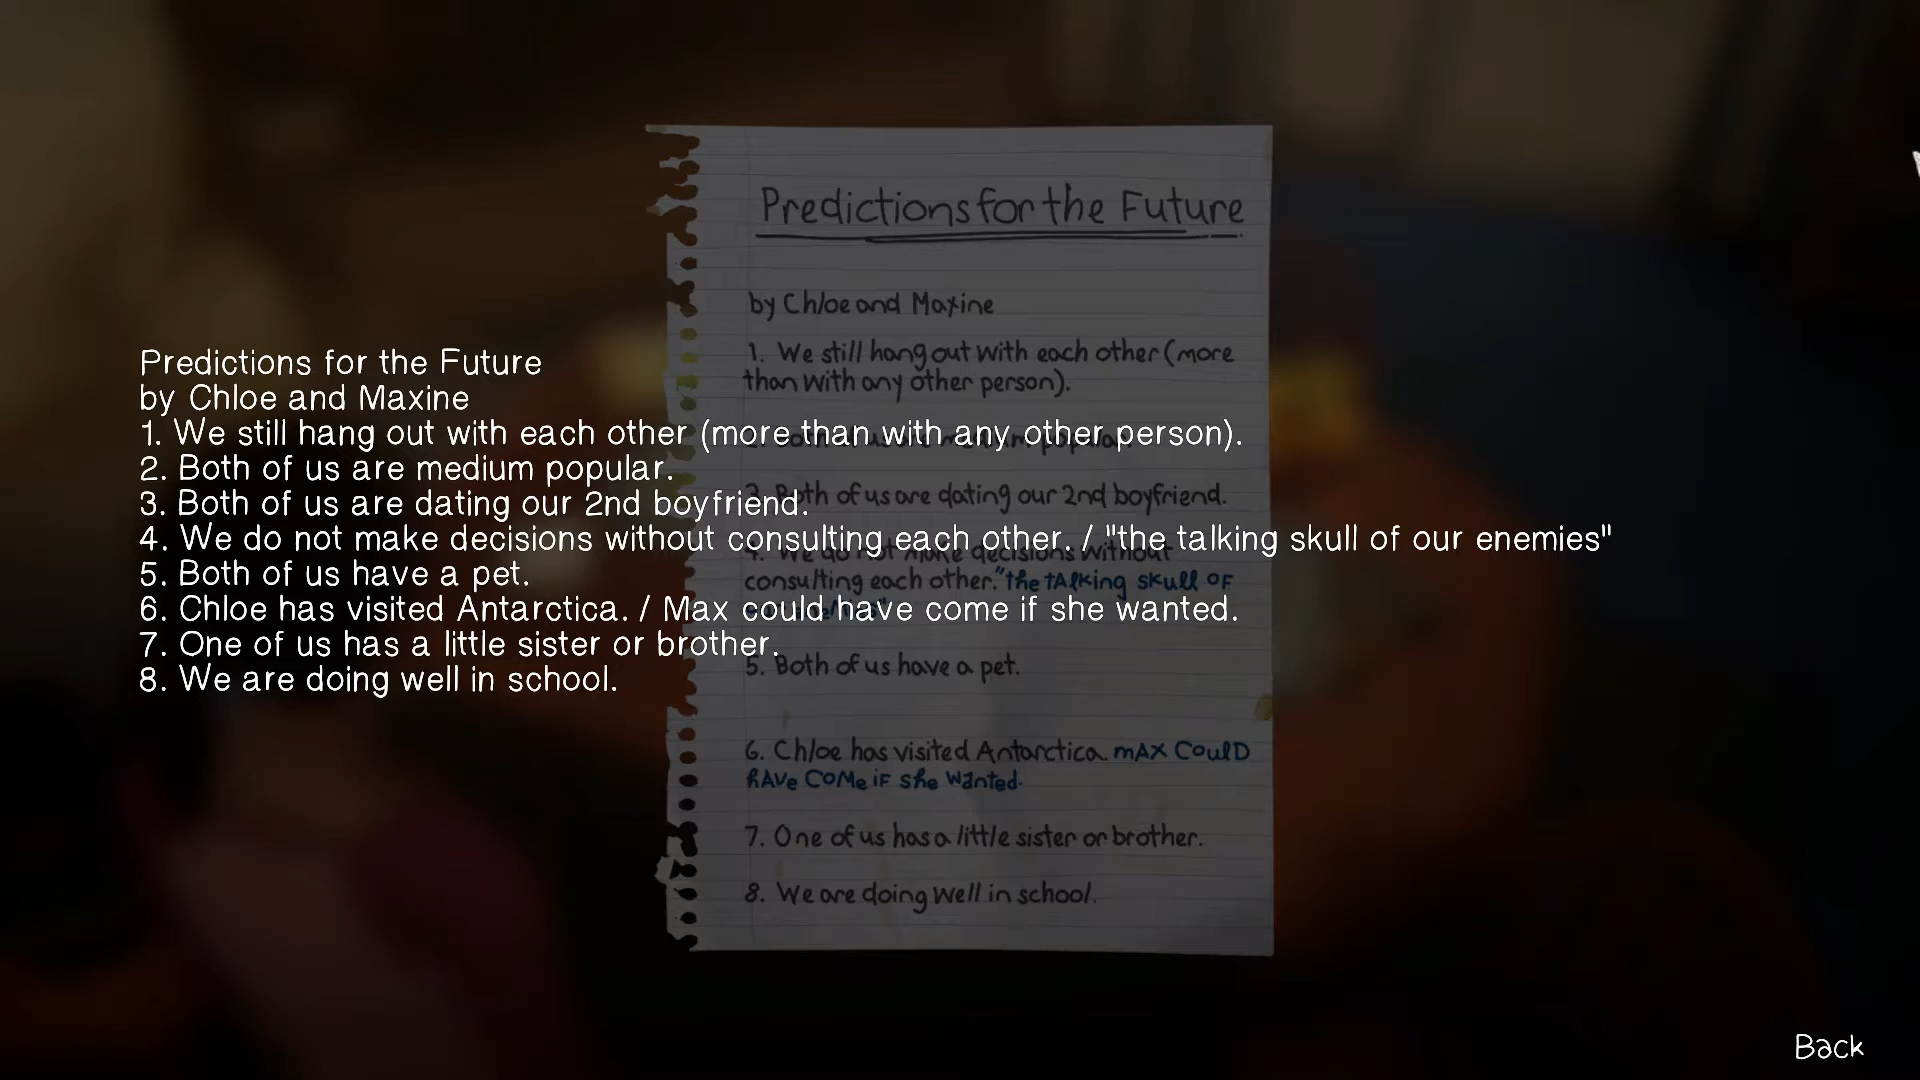 Predictions for the Future
by Chloe and Maxine
1. We still hang out with each other (more than with any other person).
2. Both of us are medium popular.
3. Both of us are dating our 2nd boyfriend.
4. We do not make decisions without consulting each other. / "the talking skull of our enemies"
5. Both of us have a pet.
6. Chloe has visited Antarctica. / Max could have come if she wanted.
7. One of us has a little sister or brother.
8. We are doing well in school.
Predictions for the Future
by Chloe and Maxine
1. We still hang out with each other (more
than with any other person).
3. Both of us are dating our 2nd boyfriend.
4. We do not make decisions without
consulting each other. "the tALking skull OF
5. Both of us have a pet.
6. Chloe has visited Antarctica. mAX COulD
hAVe COMe iF she wanted.
7. One of us has a little sister or brother.
8. We are doing well in school.
Back